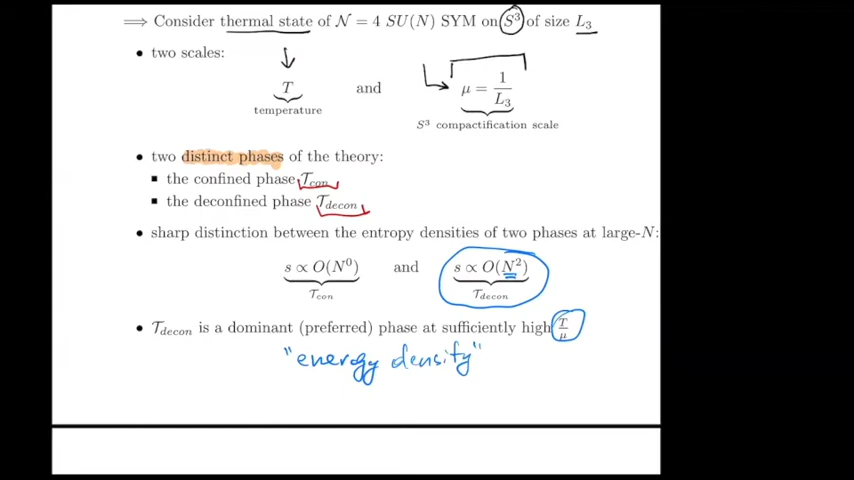 ⟹ Consider thermal state of 𝒩 = 4 SU(N) SYM on S³ of size L₃
• two scales:
T and μ = 1/L₃
temperature
S³ compactification scale
• two distinct phases of the theory:
▪ the confined phase 𝒯con
▪ the deconfined phase 𝒯decon
• sharp distinction between the entropy densities of two phases at large-N:
s ∝ O(N⁰) and s ∝ O(N²)
𝒯con 𝒯decon
• 𝒯decon is a dominant (preferred) phase at sufficiently high T/μ
"energy density"